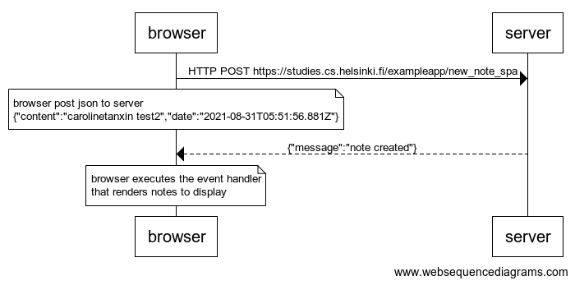 browser
server
HTTP POST https://studies.cs.helsinki.fi/exampleapp/new_note_spa
browser post json to server
{"content":"carolinetanxin test2","date":"2021-08-31T05:51:56.881Z"}
{"message":"note created"}
browser executes the event handler
that renders notes to display
browser
server
www.websequencediagrams.com